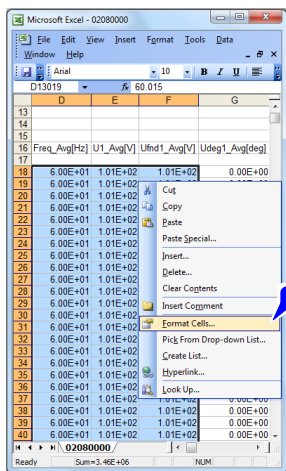 Microsoft Excel - 02080000
File Edit View Insert Format Tools Data
Window Help
Arial 10 B I U
D13019 fx 60.015
D E F G
13
14
15
16 Freq_Avg[Hz] U1_Avg[V] Ufnd1_Avg[V] Udeg1_Avg[deg]
17
18 6.00E+01 1.01E+02 1.01E+02 0.00E+00
19 6.00E+01 1.01E+02
20 6.00E+01 1.01E+02
21 6.00E+01 1.01E+02
22 6.00E+01 1.01E+02
23 6.00E+01 1.01E+02
24 6.00E+01 1.01E+02
25 6.00E+01 1.01E+02
26 6.00E+01 1.01E+02
27 6.00E+01 1.01E+02
28 6.00E+01 1.01E+02
29 6.00E+01 1.01E+02
30 6.00E+01 1.01E+02
31 6.00E+01 1.01E+02
32 6.00E+01 1.01E+02
33 6.00E+01 1.01E+02
34 6.00E+01 1.01E+02
35 6.00E+01 1.01E+02
36 6.00E+01 1.01E+02
37 6.00E+01 1.01E+02 1.01E+02 0.00E+00
38 6.00E+01 1.01E+02 1.01E+02 0.00E+00
39 6.00E+01 1.01E+02 1.01E+02 0.00E+00
40 6.00E+01 1.01E+02 1.01E+02 0.00E+00
Cut
Copy
Paste
Paste Special...
Insert...
Delete...
Clear Contents
Insert Comment
Format Cells...
Pick From Drop-down List...
Create List...
Hyperlink...
Look Up...
02080000
Ready Sum=3.46E+06 NUM